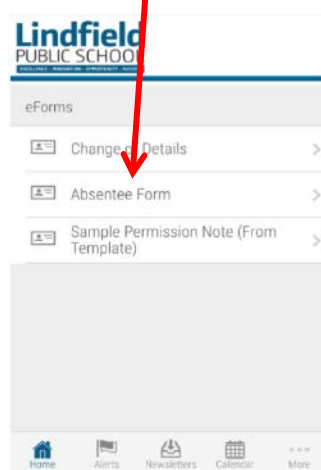 Lindfield
PUBLIC SCHOOL
eForms
Change of Details
Absentee Form
Sample Permission Note (From
Template)
Home
Alerts
Newsletters
Calendar
More